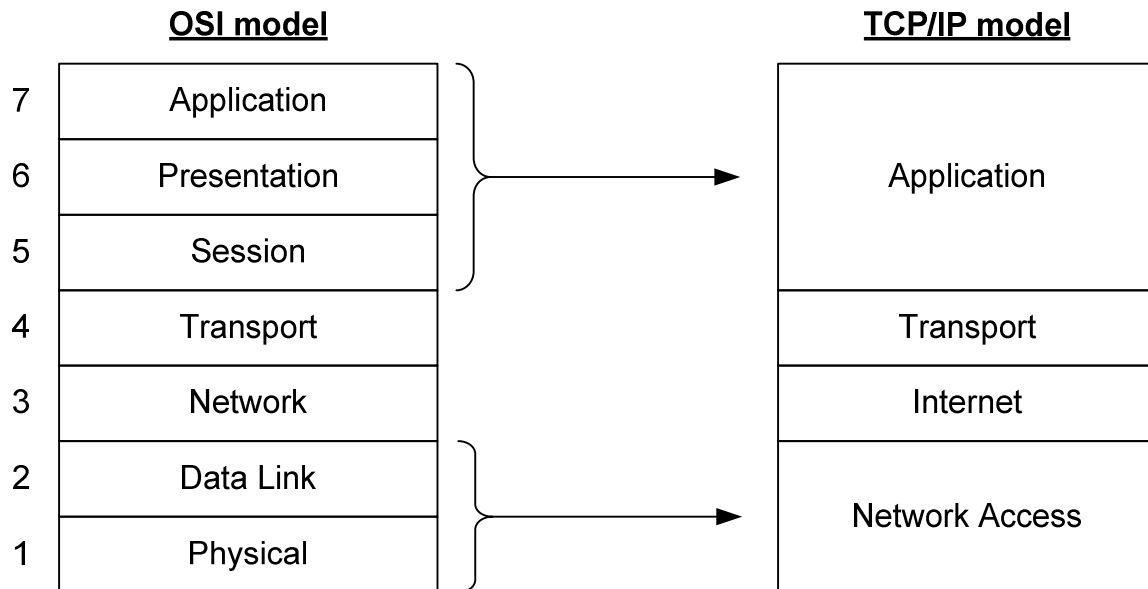 OSI model
TCP/IP model
7 Application
6 Presentation
5 Session
4 Transport
3 Network
2 Data Link
1 Physical
Application
Transport
Internet
Network Access